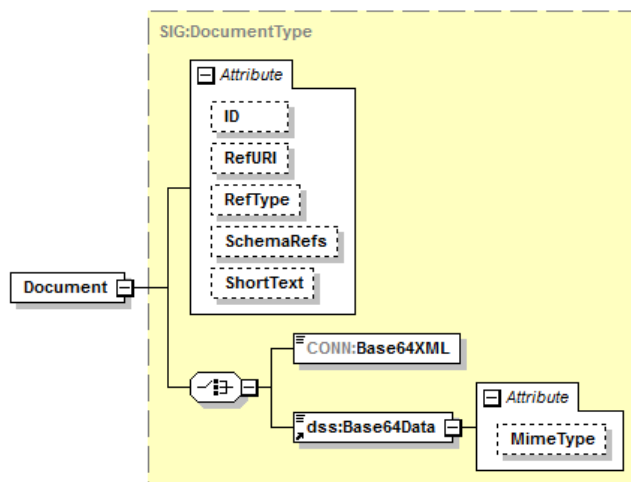 SIG:DocumentType
Attribute
ID
RefURI
RefType
SchemaRefs
ShortText
Document
CONN:Base64XML
dss:Base64Data
Attribute
MimeType